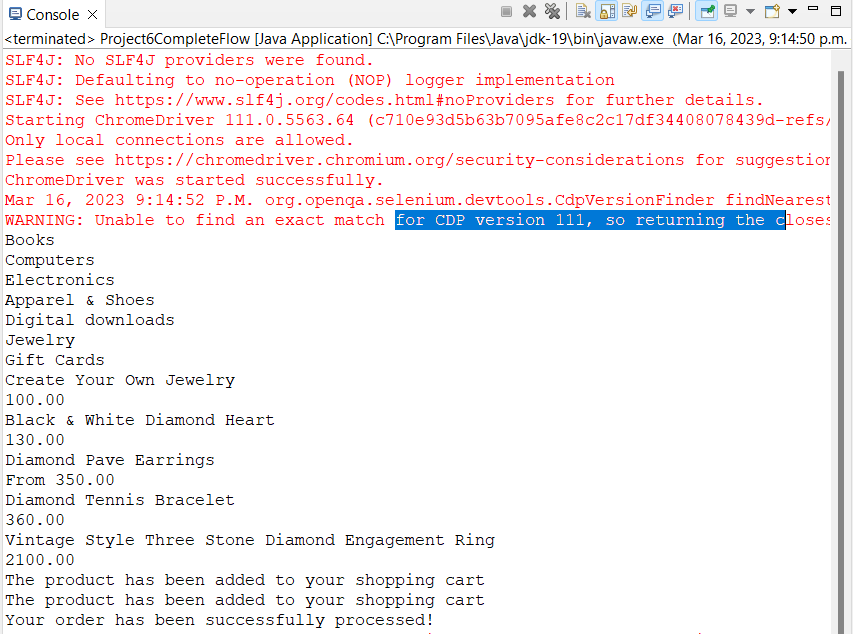 Console
<terminated> Project6CompleteFlow [Java Application] C:\Program Files\Java\jdk-19\bin\javaw.exe (Mar 16, 2023, 9:14:50 p.m.
SLF4J: No SLF4J providers were found.
SLF4J: Defaulting to no-operation (NOP) logger implementation
SLF4J: See https://www.slf4j.org/codes.html#noProviders for further details.
Starting ChromeDriver 111.0.5563.64 (c710e93d5b63b7095afe8c2c17df34408078439d-refs/
Only local connections are allowed.
Please see https://chromedriver.chromium.org/security-considerations for suggestion
ChromeDriver was started successfully.
Mar 16, 2023 9:14:52 P.M. org.openqa.selenium.devtools.CdpVersionFinder findNearest
WARNING: Unable to find an exact match for CDP version 111, so returning the closes
Books
Computers
Electronics
Apparel & Shoes
Digital downloads
Jewelry
Gift Cards
Create Your Own Jewelry
100.00
Black & White Diamond Heart
130.00
Diamond Pave Earrings
From 350.00
Diamond Tennis Bracelet
360.00
Vintage Style Three Stone Diamond Engagement Ring
2100.00
The product has been added to your shopping cart
The product has been added to your shopping cart
Your order has been successfully processed!